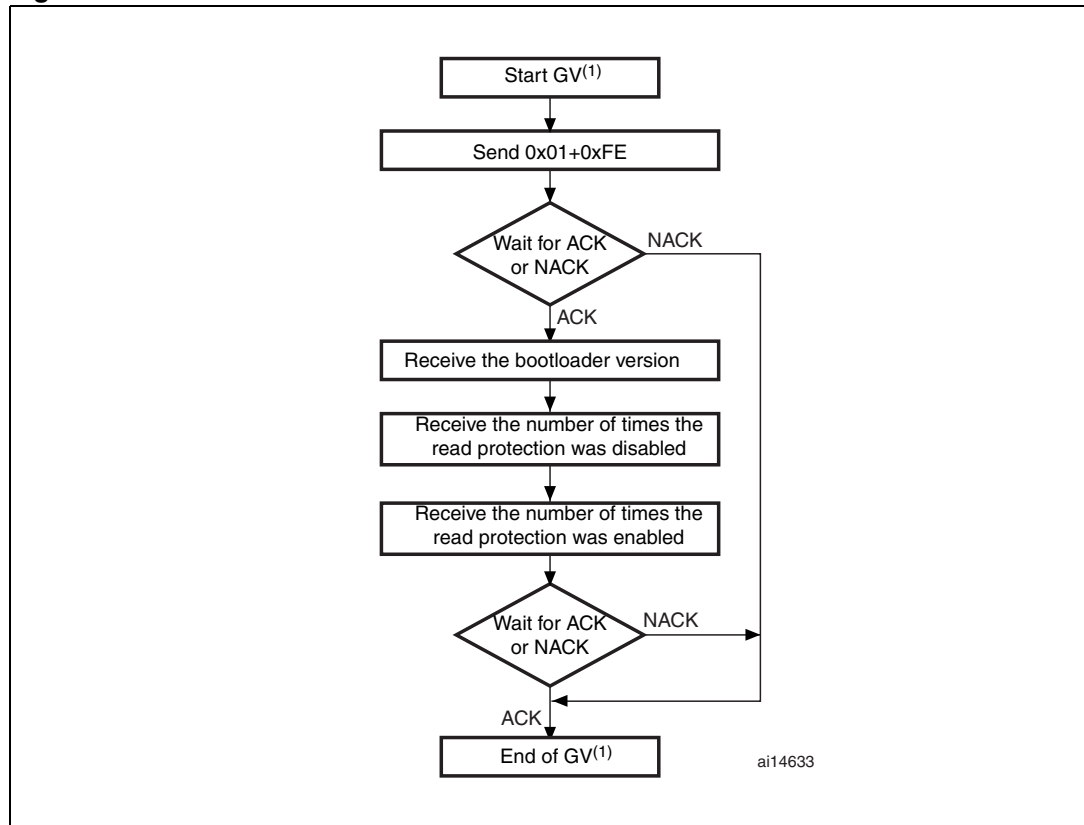 Start GV(1)
Send 0x01+0xFE
Wait for ACK
or NACK
NACK
ACK
Receive the bootloader version
Receive the number of times the
read protection was disabled
Receive the number of times the
read protection was enabled
Wait for ACK
or NACK
NACK
ACK
End of GV(1)
ai14633